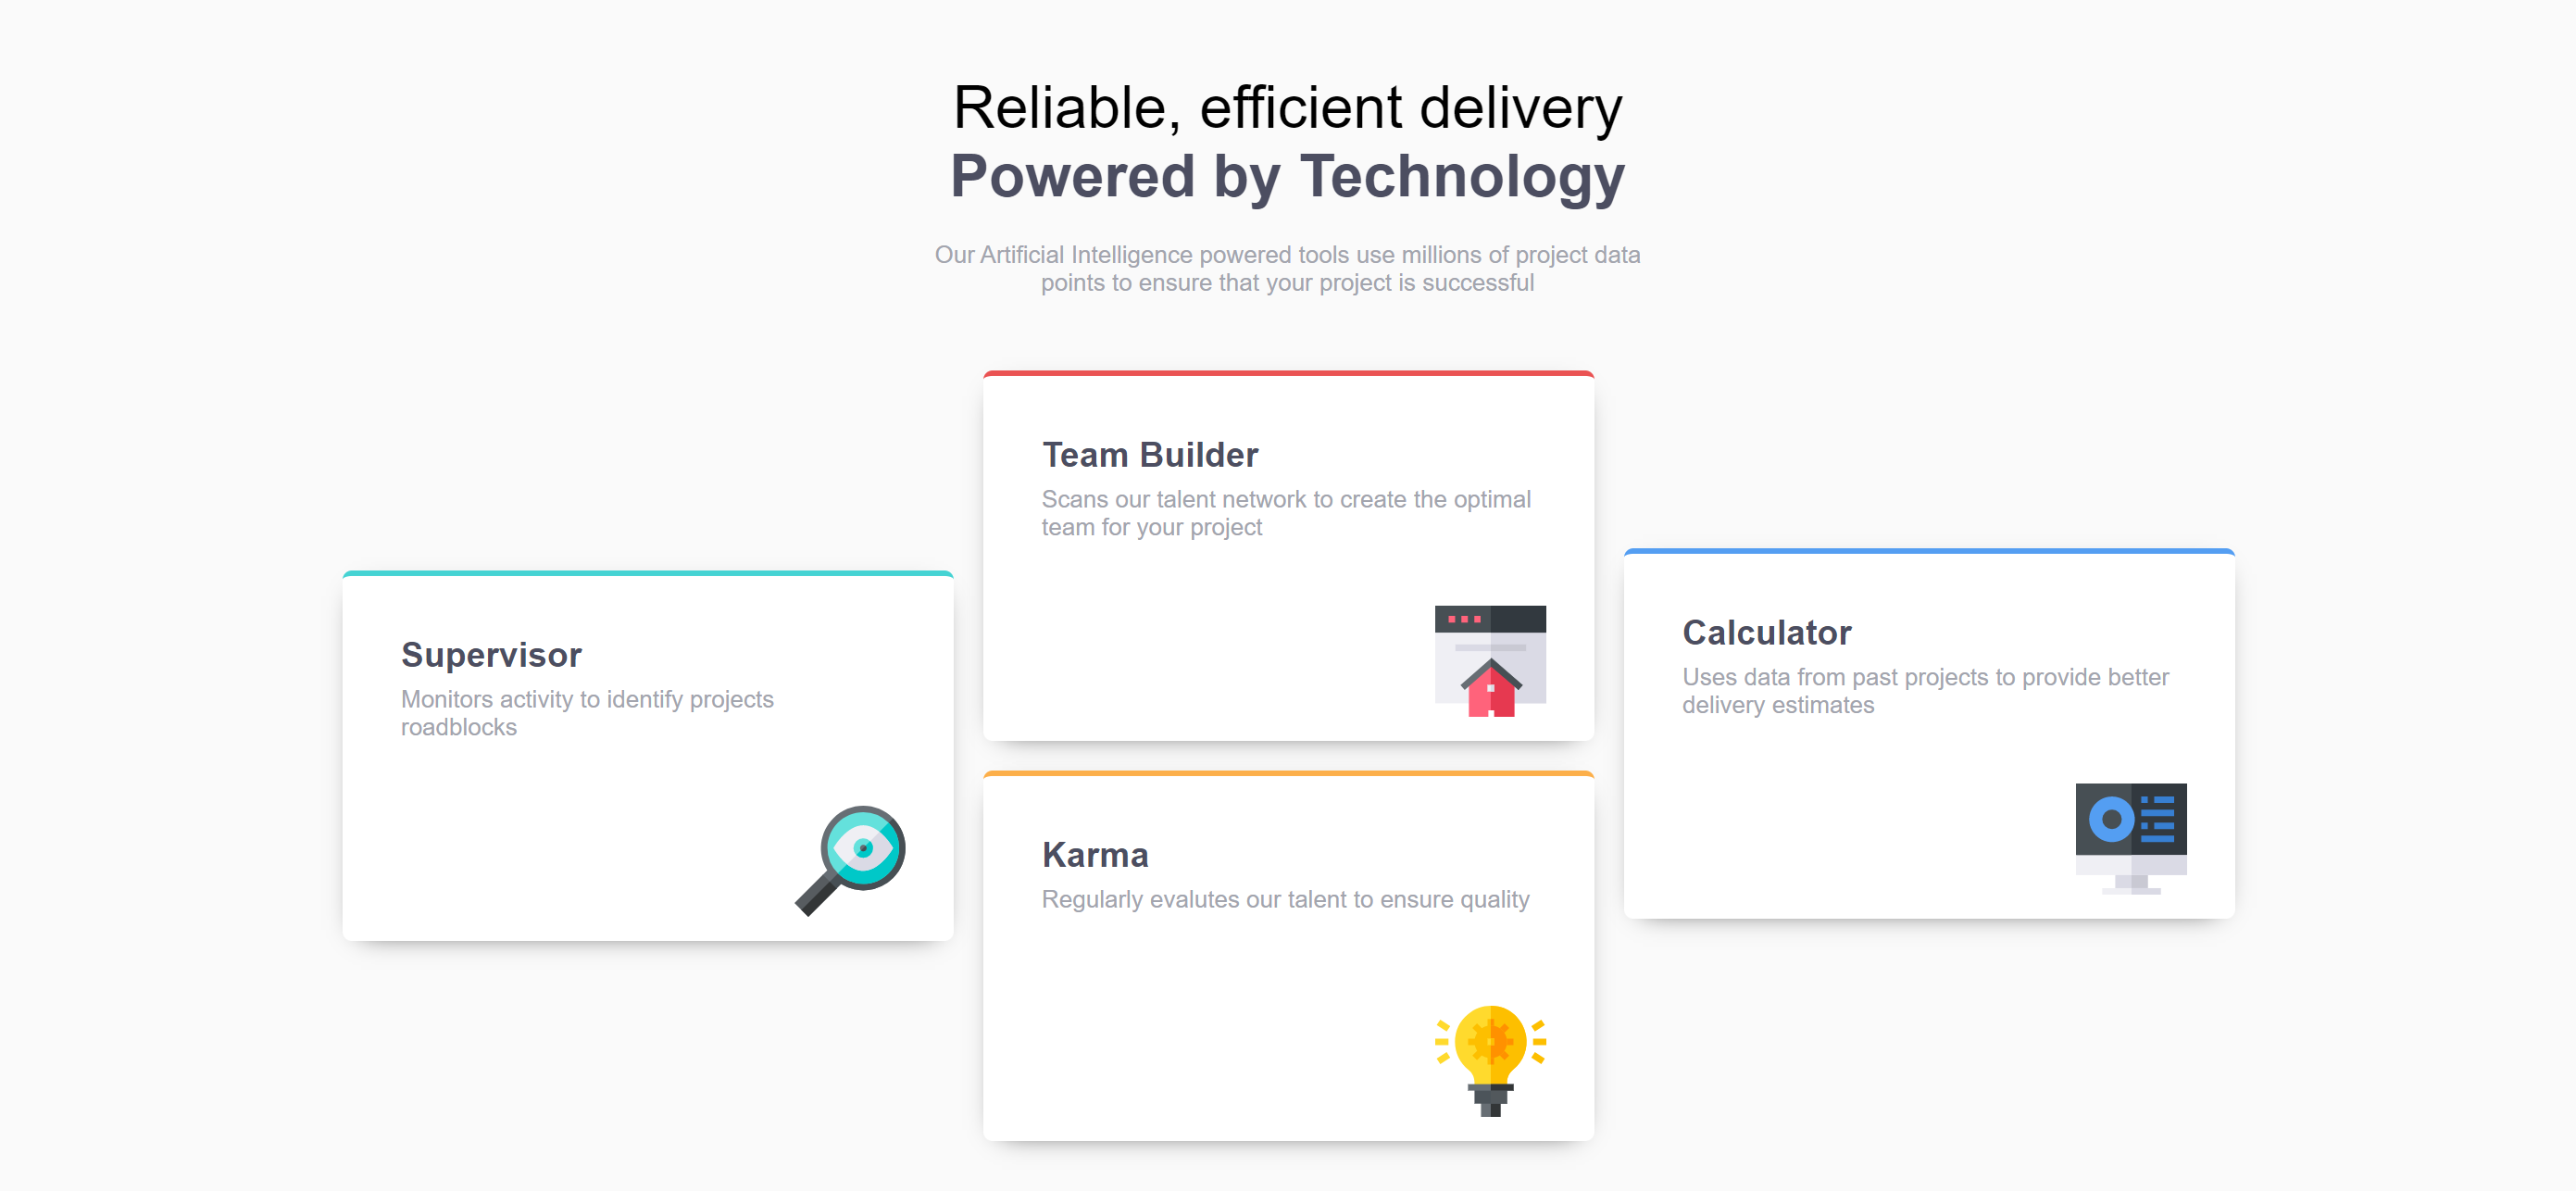 Reliable, efficient delivery
Powered by Technology
Our Artificial Intelligence powered tools use millions of project data
points to ensure that your project is successful
Supervisor
Monitors activity to identify projects
roadblocks
Team Builder
Scans our talent network to create the optimal
team for your project
Karma
Regularly evalutes our talent to ensure quality
Calculator
Uses data from past projects to provide better
delivery estimates